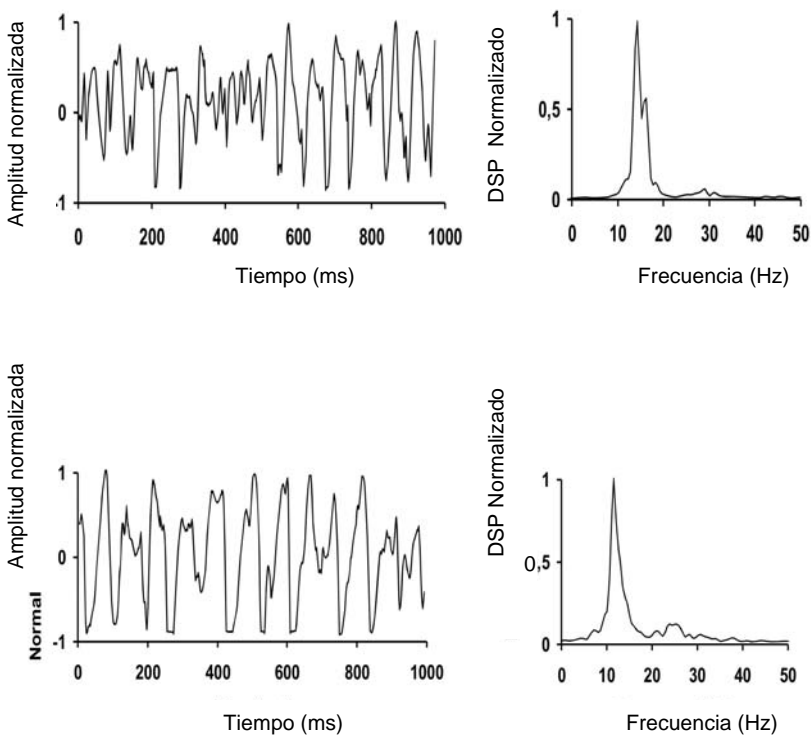 Amplitud normalizada
1
0
-1
0 200 400 600 800 1000
Tiempo (ms)
DSP Normalizado
1
0,5
0
0 10 20 30 40 50
Frecuencia (Hz)
Amplitud normalizada
Normal
1
0
-1
0 200 400 600 800 1000
Tiempo (ms)
DSP Normalizado
1
0,5
0
0 10 20 30 40 50
Frecuencia (Hz)